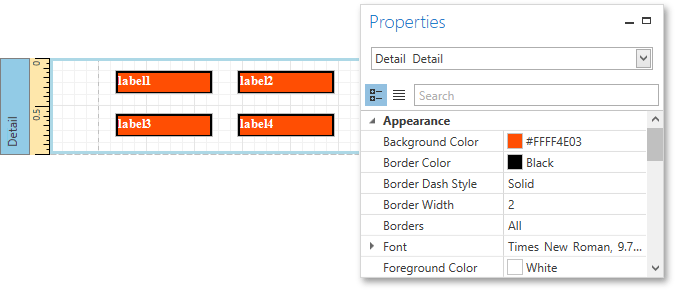 Detail
0
0.5
label1 label2
label3 label4
Properties
Detail Detail
Search
Appearance
Background Color #FFFF4E03
Border Color Black
Border Dash Style Solid
Border Width 2
Borders All
Font Times New Roman, 9.7...
Foreground Color White